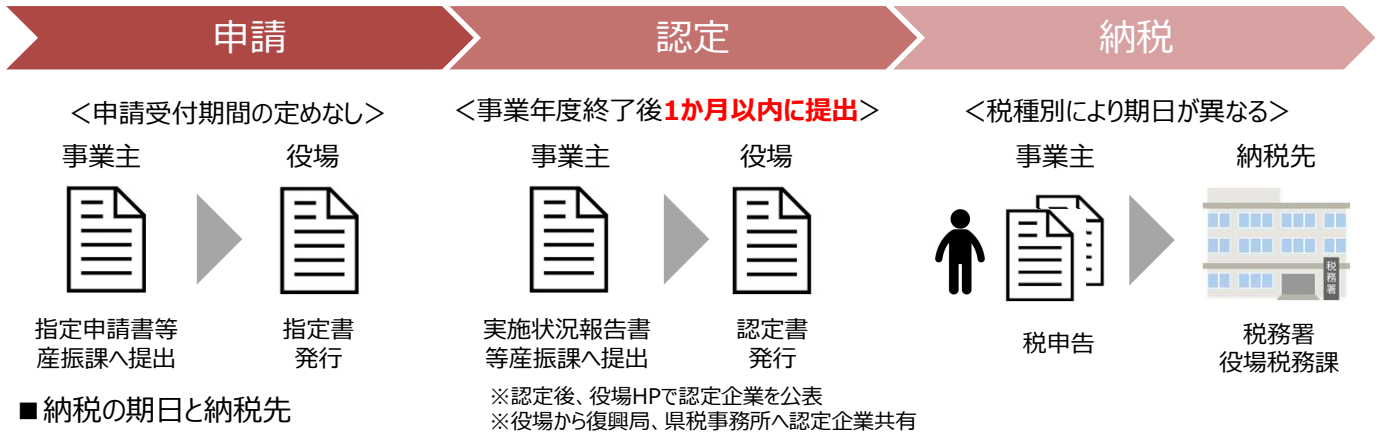 申請
認定
納税
＜申請受付期間の定めなし＞
＜事業年度終了後1か月以内に提出＞
＜税種別により期日が異なる＞
事業主
役場
事業主
役場
事業主
納税先
税務署
指定申請書等
産振課へ提出
指定書
発行
実施状況報告書
等産振課へ提出
認定書
発行
税申告
税務署
役場税務課
※認定後、役場HPで認定企業を公表
※役場から復興局、県税事務所へ認定企業共有
■納税の期日と納税先